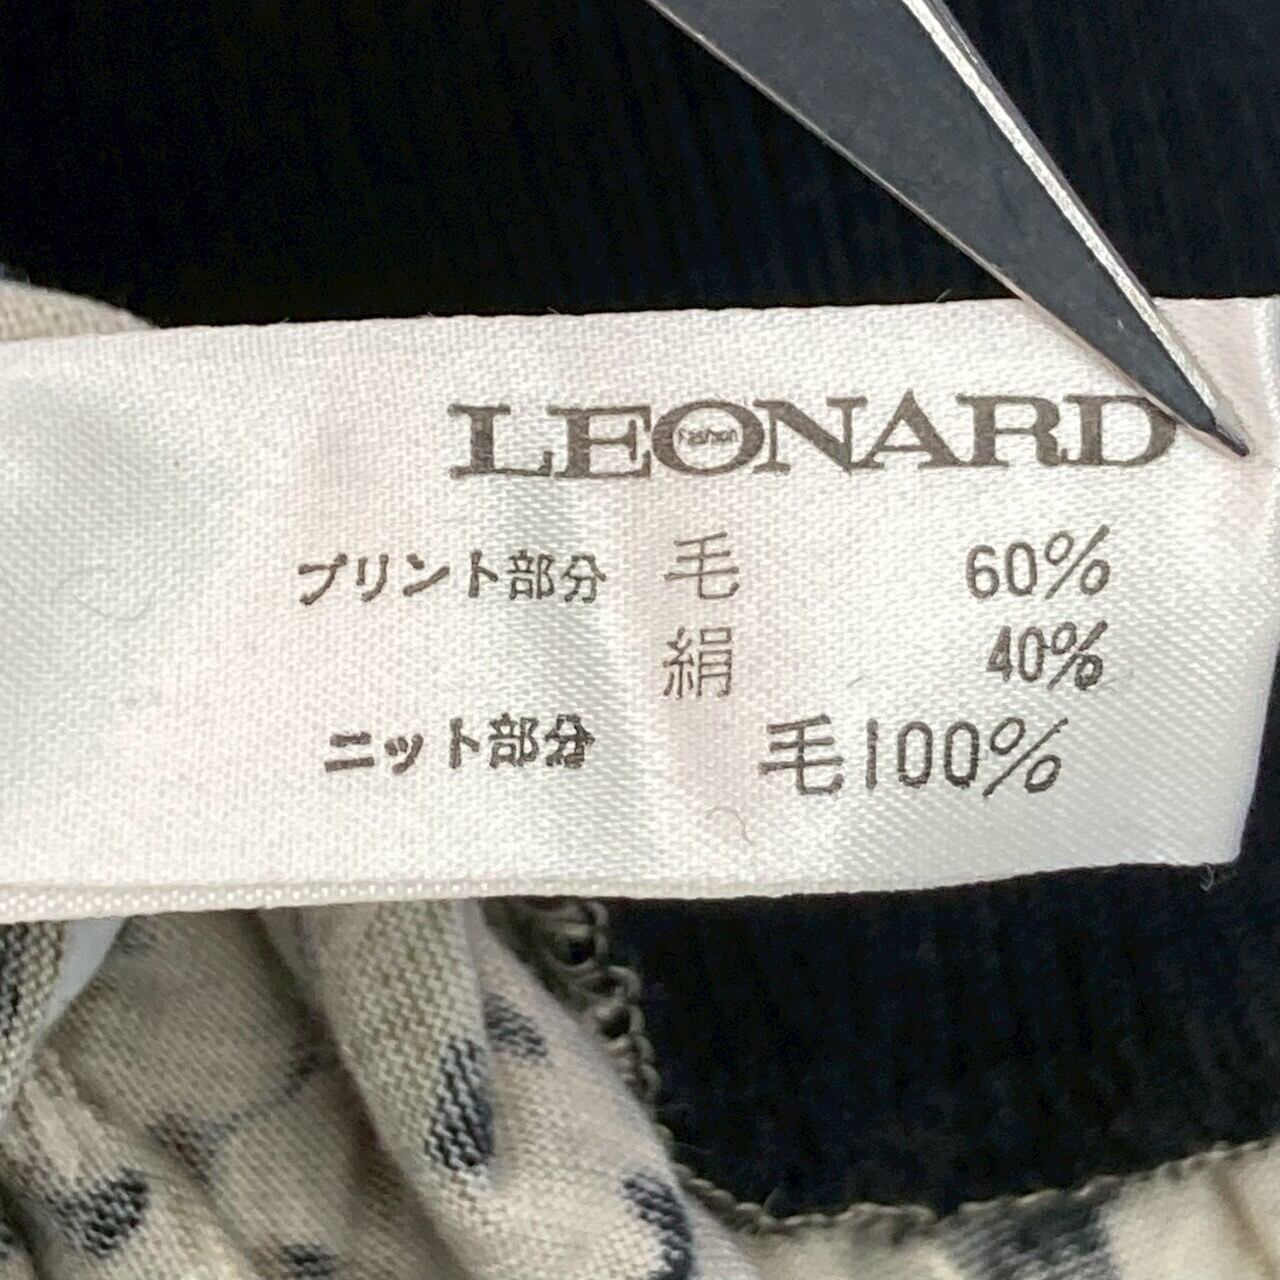 LEONARD
Fashion
プリント部分 毛 60%
絹 40%
ニット部分 毛100%